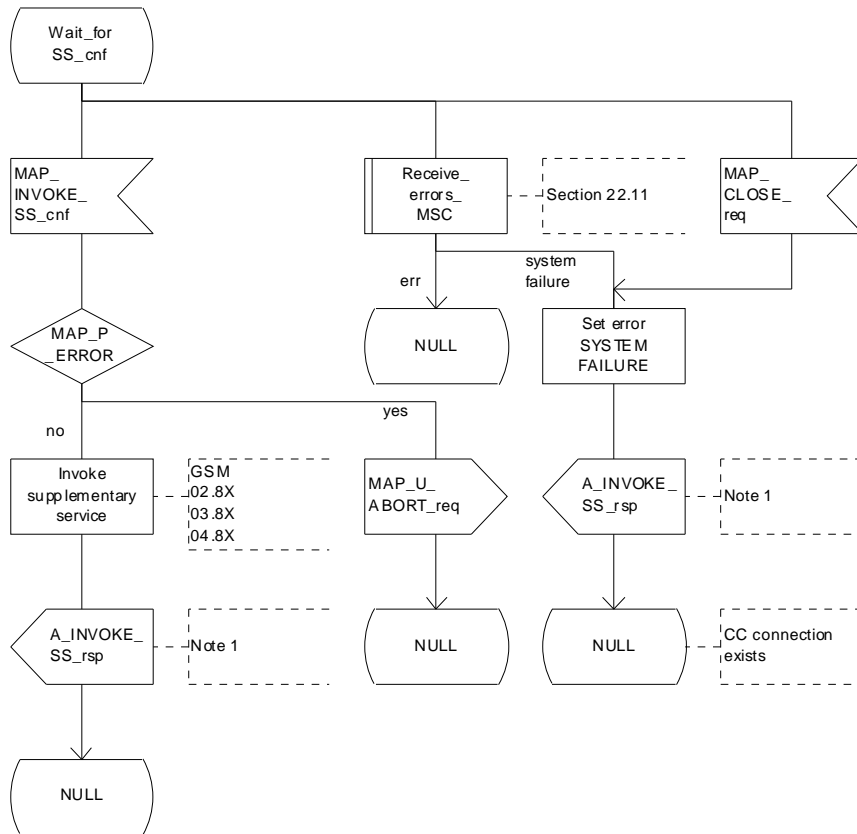 Wait_for
SS_cnf
MAP_
INVOKE_
SS_cnf
Receive_
errors_
MSC
Section 22.11
MAP_
CLOSE_
req
err
system
failure
MAP_P
_ERROR
NULL
Set error
SYSTEM
FAILURE
no
yes
Invoke
supplementary
service
GSM
02.8X
03.8X
04.8X
MAP_U_
ABORT_req
A_INVOKE_
SS_rsp
Note 1
A_INVOKE_
SS_rsp
Note 1
NULL
NULL
CC connection
exists
NULL